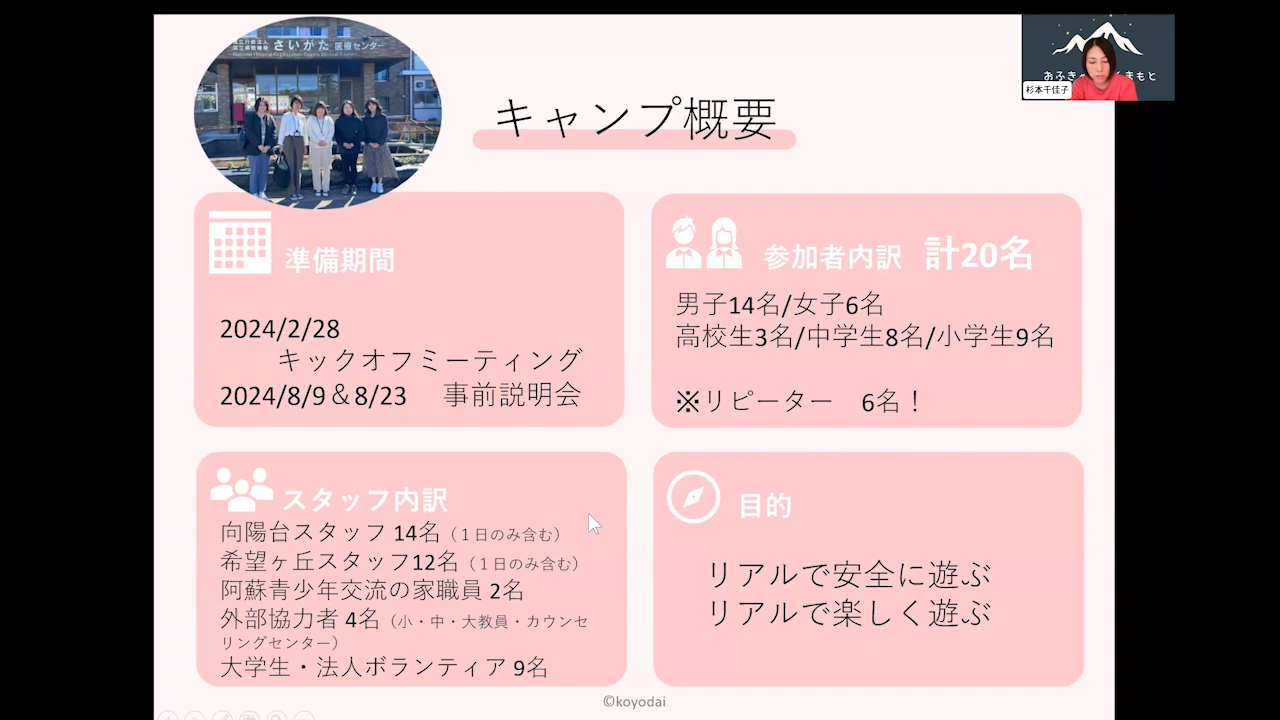 さいがた 医療センター
キャンプ概要
杉本千佳子
準備期間
2024/2/28
キックオフミーティング
2024/8/9＆8/23 事前説明会
参加者内訳 計20名
男子14名/女子6名
高校生3名/中学生8名/小学生9名
※リピーター 6名！
スタッフ内訳
向陽台スタッフ 14名（１日のみ含む）
希望ヶ丘スタッフ12名（１日のみ含む）
阿蘇青少年交流の家職員 2名
外部協力者 4名（小・中・大教員・カウンセ
リングセンター）
大学生・法人ボランティア 9名
目的
リアルで安全に遊ぶ
リアルで楽しく遊ぶ
©koyodai